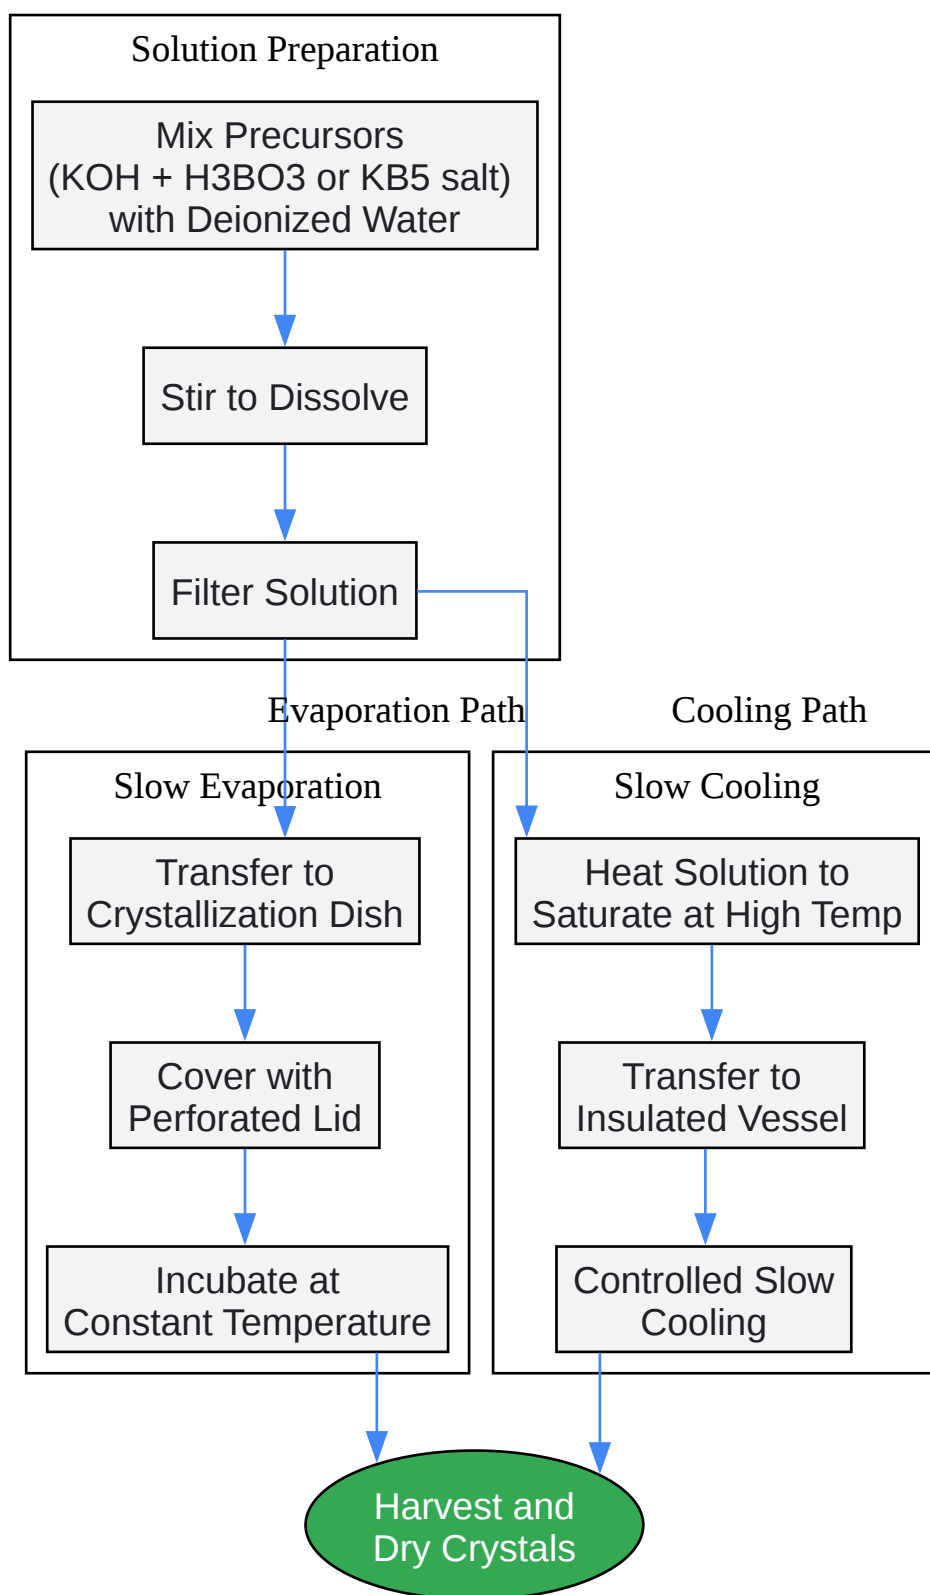 Solution Preparation
Mix Precursors
(KOH + H3BO3 or KB5 salt)
with Deionized Water
Stir to Dissolve
Filter Solution
Evaporation Path
Cooling Path
Slow Evaporation
Transfer to
Crystallization Dish
Cover with
Perforated Lid
Incubate at
Constant Temperature
Slow Cooling
Heat Solution to
Saturate at High Temp
Transfer to
Insulated Vessel
Controlled Slow
Cooling
Harvest and
Dry Crystals